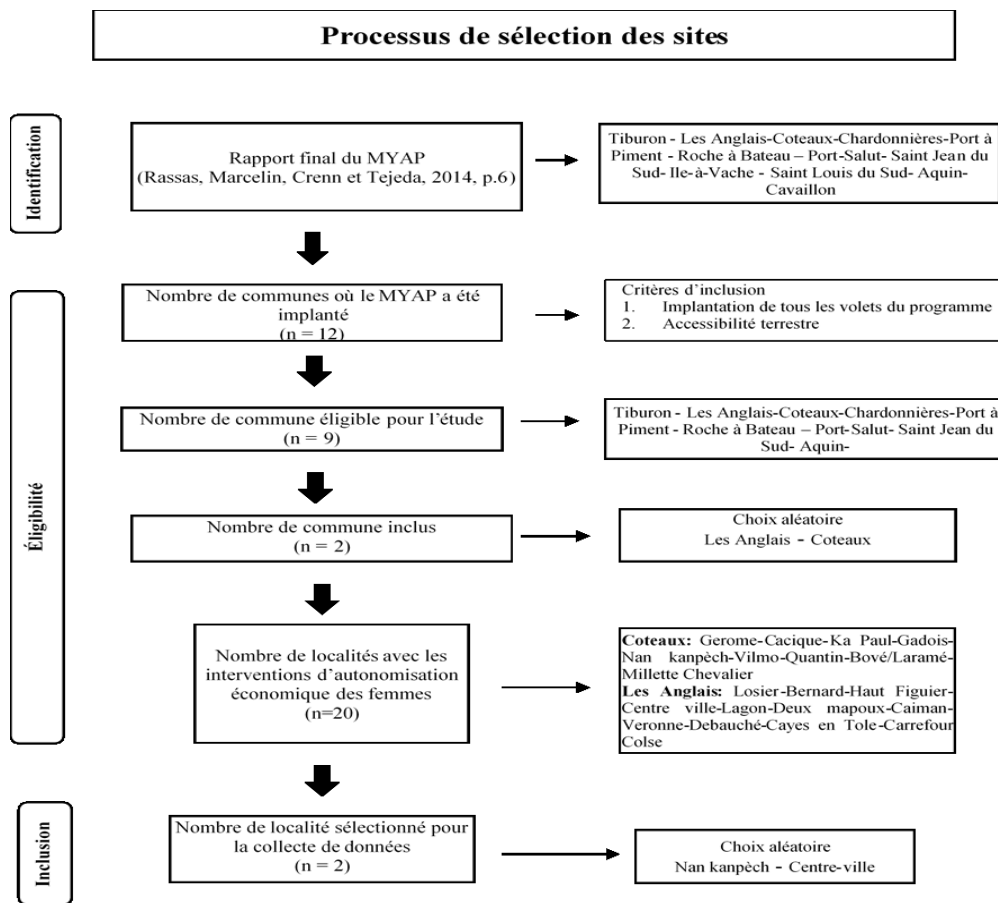 Processus de sélection des sites
Identification
Rapport final du MYAP
(Rassas, Marcelin, Crenn et Tejeda, 2014, p.6)
Tiburon - Les Anglais-Coteaux-Chardonnières-Port à
Piment - Roche à Bateau – Port-Salut- Saint Jean du
Sud- Ile-à-Vache - Saint Louis du Sud- Aquin-
Cavaillon
Éligibilité
Nombre de communes où le MYAP a été
implanté
(n = 12)
Critères d'inclusion
1. Implantation de tous les volets du programme
2. Accessibilité terrestre
Nombre de commune éligible pour l'étude
(n = 9)
Tiburon - Les Anglais-Coteaux-Chardonnières-Port à
Piment - Roche à Bateau – Port-Salut- Saint Jean du
Sud- Aquin-
Nombre de commune inclus
(n = 2)
Choix aléatoire
Les Anglais - Coteaux
Nombre de localités avec les
interventions d'autonomisation
économique des femmes
(n=20)
Coteaux: Gerome-Cacique-Ka Paul-Gadois-
Nan kanpèch-Vilmo-Quantin-Bové/Laramé-
Millette Chevalier
Les Anglais: Losier-Bernard-Haut Figuier-
Centre ville-Lagon-Deux mapoux-Caiman-
Veronne-Debauché-Cayes en Tole-Carrefour
Colse
Inclusion
Nombre de localité sélectionné pour
la collecte de données
(n = 2)
Choix aléatoire
Nan kanpèch - Centre-ville